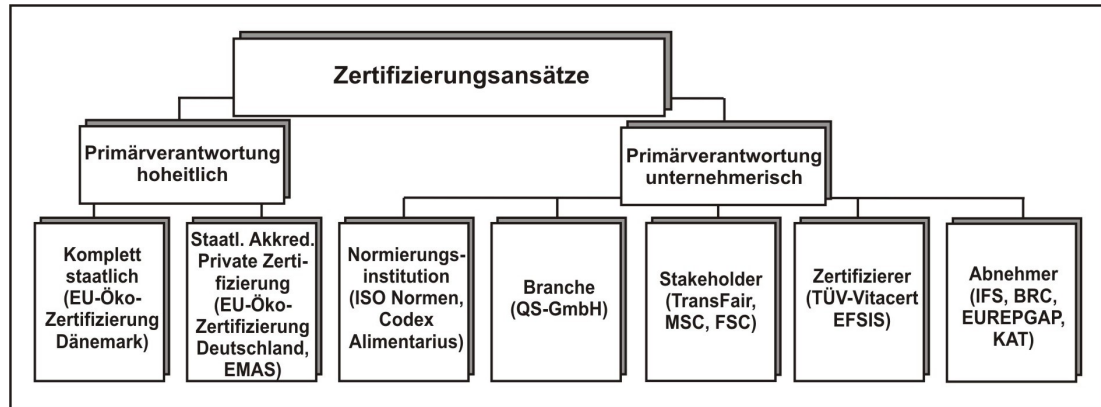 Zertifizierungsansätze
Primärverantwortung
hoheitlich
Primärverantwortung
unternehmerisch
Komplett
staatlich
(EU-Öko-
Zertifizierung
Dänemark)
Staatl. Akkred.
Private Zerti-
fizierung
(EU-Öko-
Zertifizierung
Deutschland,
EMAS)
Normierungs-
institution
(ISO Normen,
Codex
Alimentarius)
Branche
(QS-GmbH)
Stakeholder
(TransFair,
MSC, FSC)
Zertifizierer
(TÜV-Vitacert
EFSIS)
Abnehmer
(IFS, BRC,
EUREPGAP,
KAT)